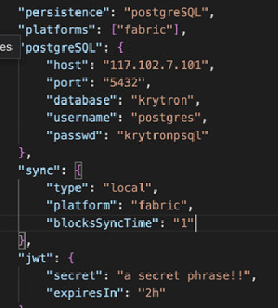 "persistence": "postgreSQL",
"platforms": ["fabric"],
"postgreSQL": {
"host": "117.102.7.101",
"port": "5432",
"database": "krytron",
"username": "postgres",
"passwd": "krytronpsql"
},
"sync": {
"type": "local",
"platform": "fabric",
"blocksSyncTime": "1"
},
"jwt": {
"secret": "a secret phrase!!",
"expiresIn": "2h"